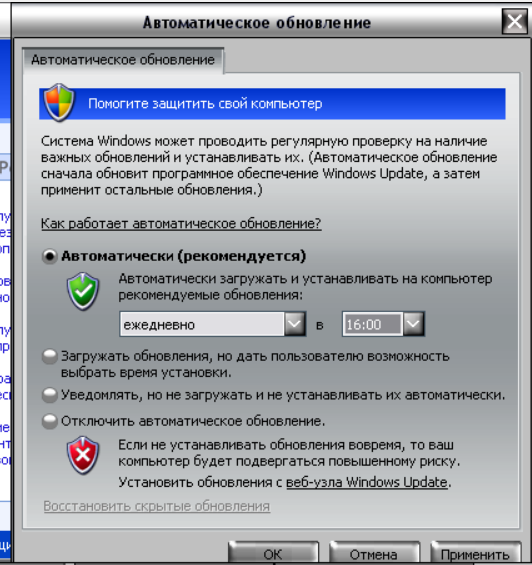 Автоматическое обновление
Автоматическое обновление
Помогите защитить свой компьютер
Система Windows может проводить регулярную проверку на наличие
важных обновлений и устанавливать их. (Автоматическое обновление
сначала обновит программное обеспечение Windows Update, а затем
применит остальные обновления.)
Как работает автоматическое обновление?
Автоматически (рекомендуется)
Автоматически загружать и устанавливать на компьютер
рекомендуемые обновления:
ежедневно в 16:00
Загружать обновления, но дать пользователю возможность
выбрать время установки.
Уведомлять, но не загружать и не устанавливать их автоматически.
Отключить автоматическое обновление.
Если не устанавливать обновления вовремя, то ваш
компьютер будет подвергаться повышенному риску.
Установить обновления с веб-узла Windows Update.
Восстановить скрытые обновления
ОК Отмена Применить